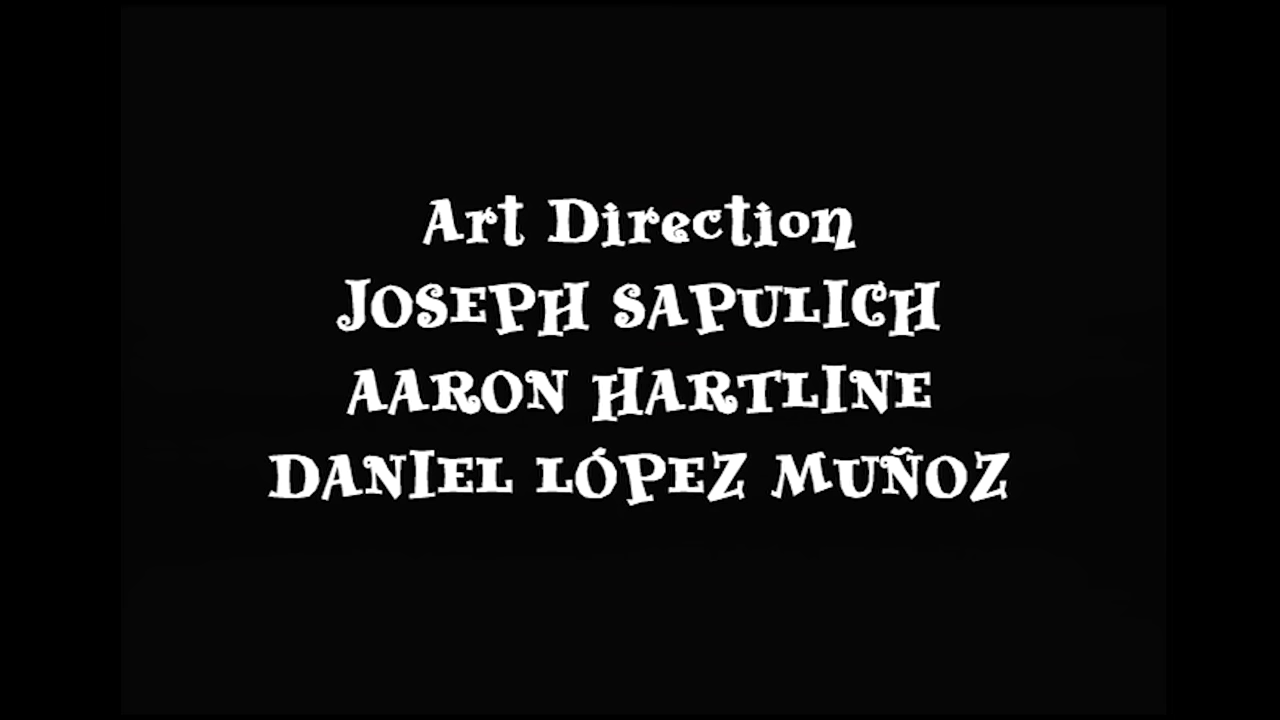 Art Direction
JOSEPH SAPULICH
AARON HARTLINE
DANIEL LÓPEZ MUÑOZ